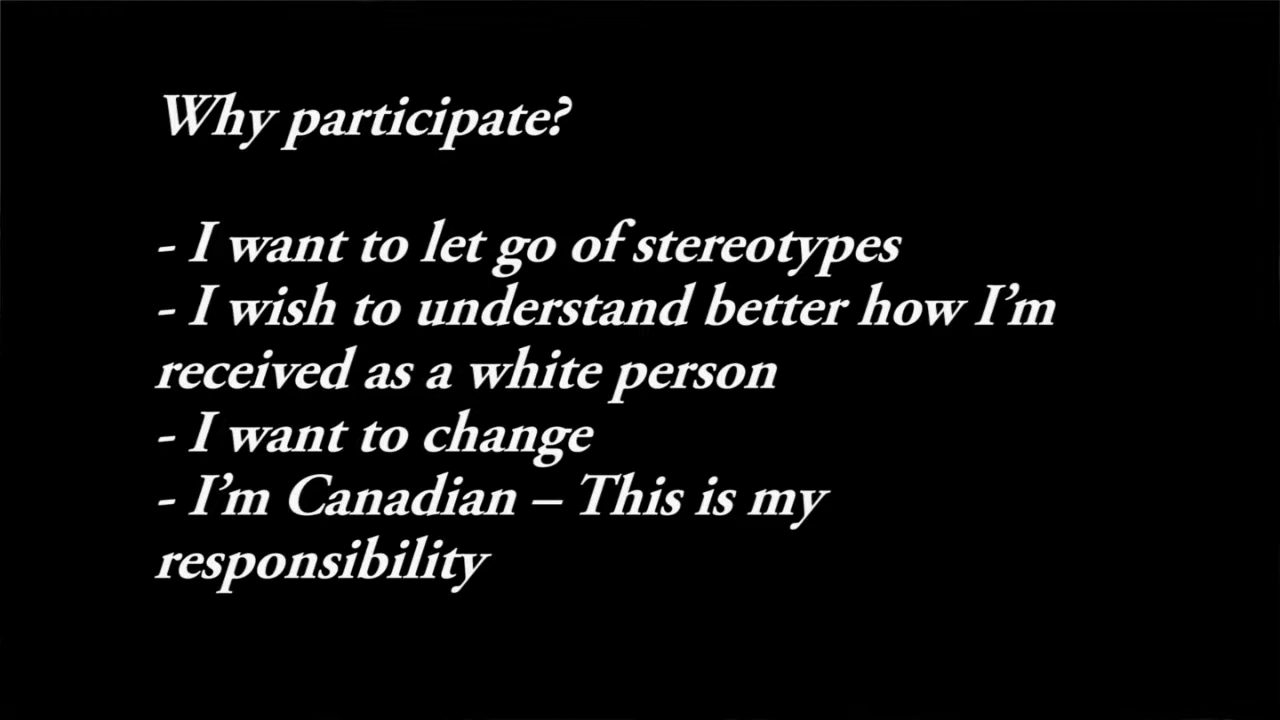 Why participate?
- I want to let go of stereotypes
- I wish to understand better how I’m
received as a white person
- I want to change
- I’m Canadian – This is my
responsibility